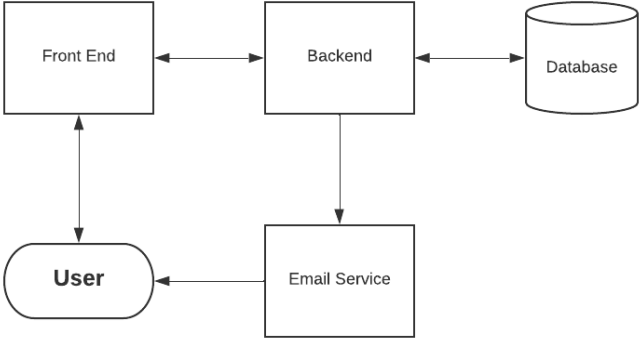 Front End
Backend
Database
User
Email Service